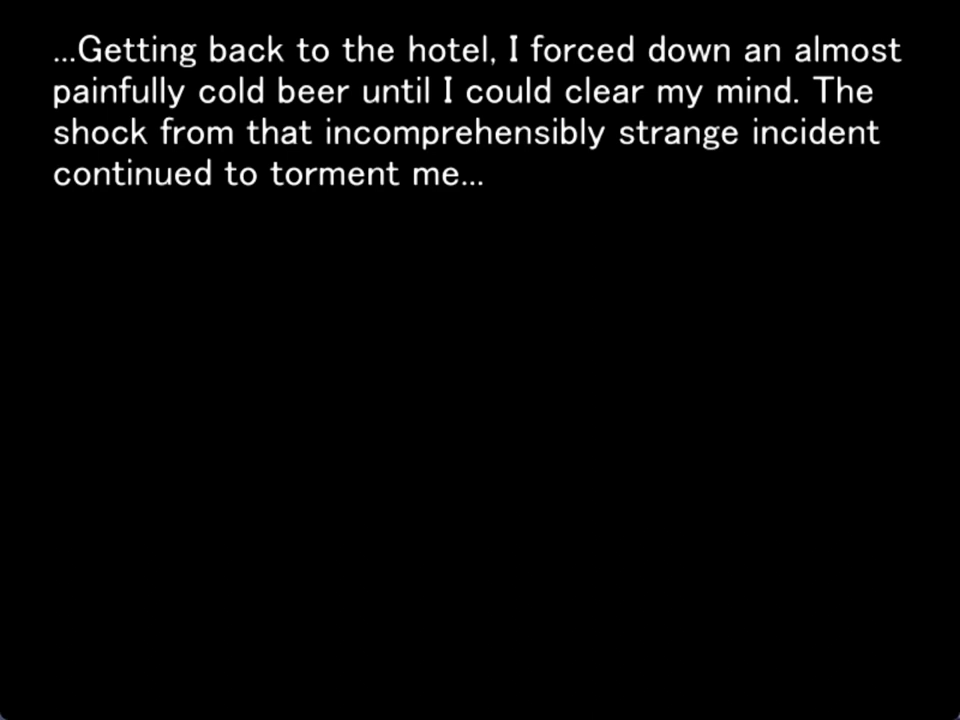 ...Getting back to the hotel, I forced down an almost
painfully cold beer until I could clear my mind. The
shock from that incomprehensibly strange incident
continued to torment me...